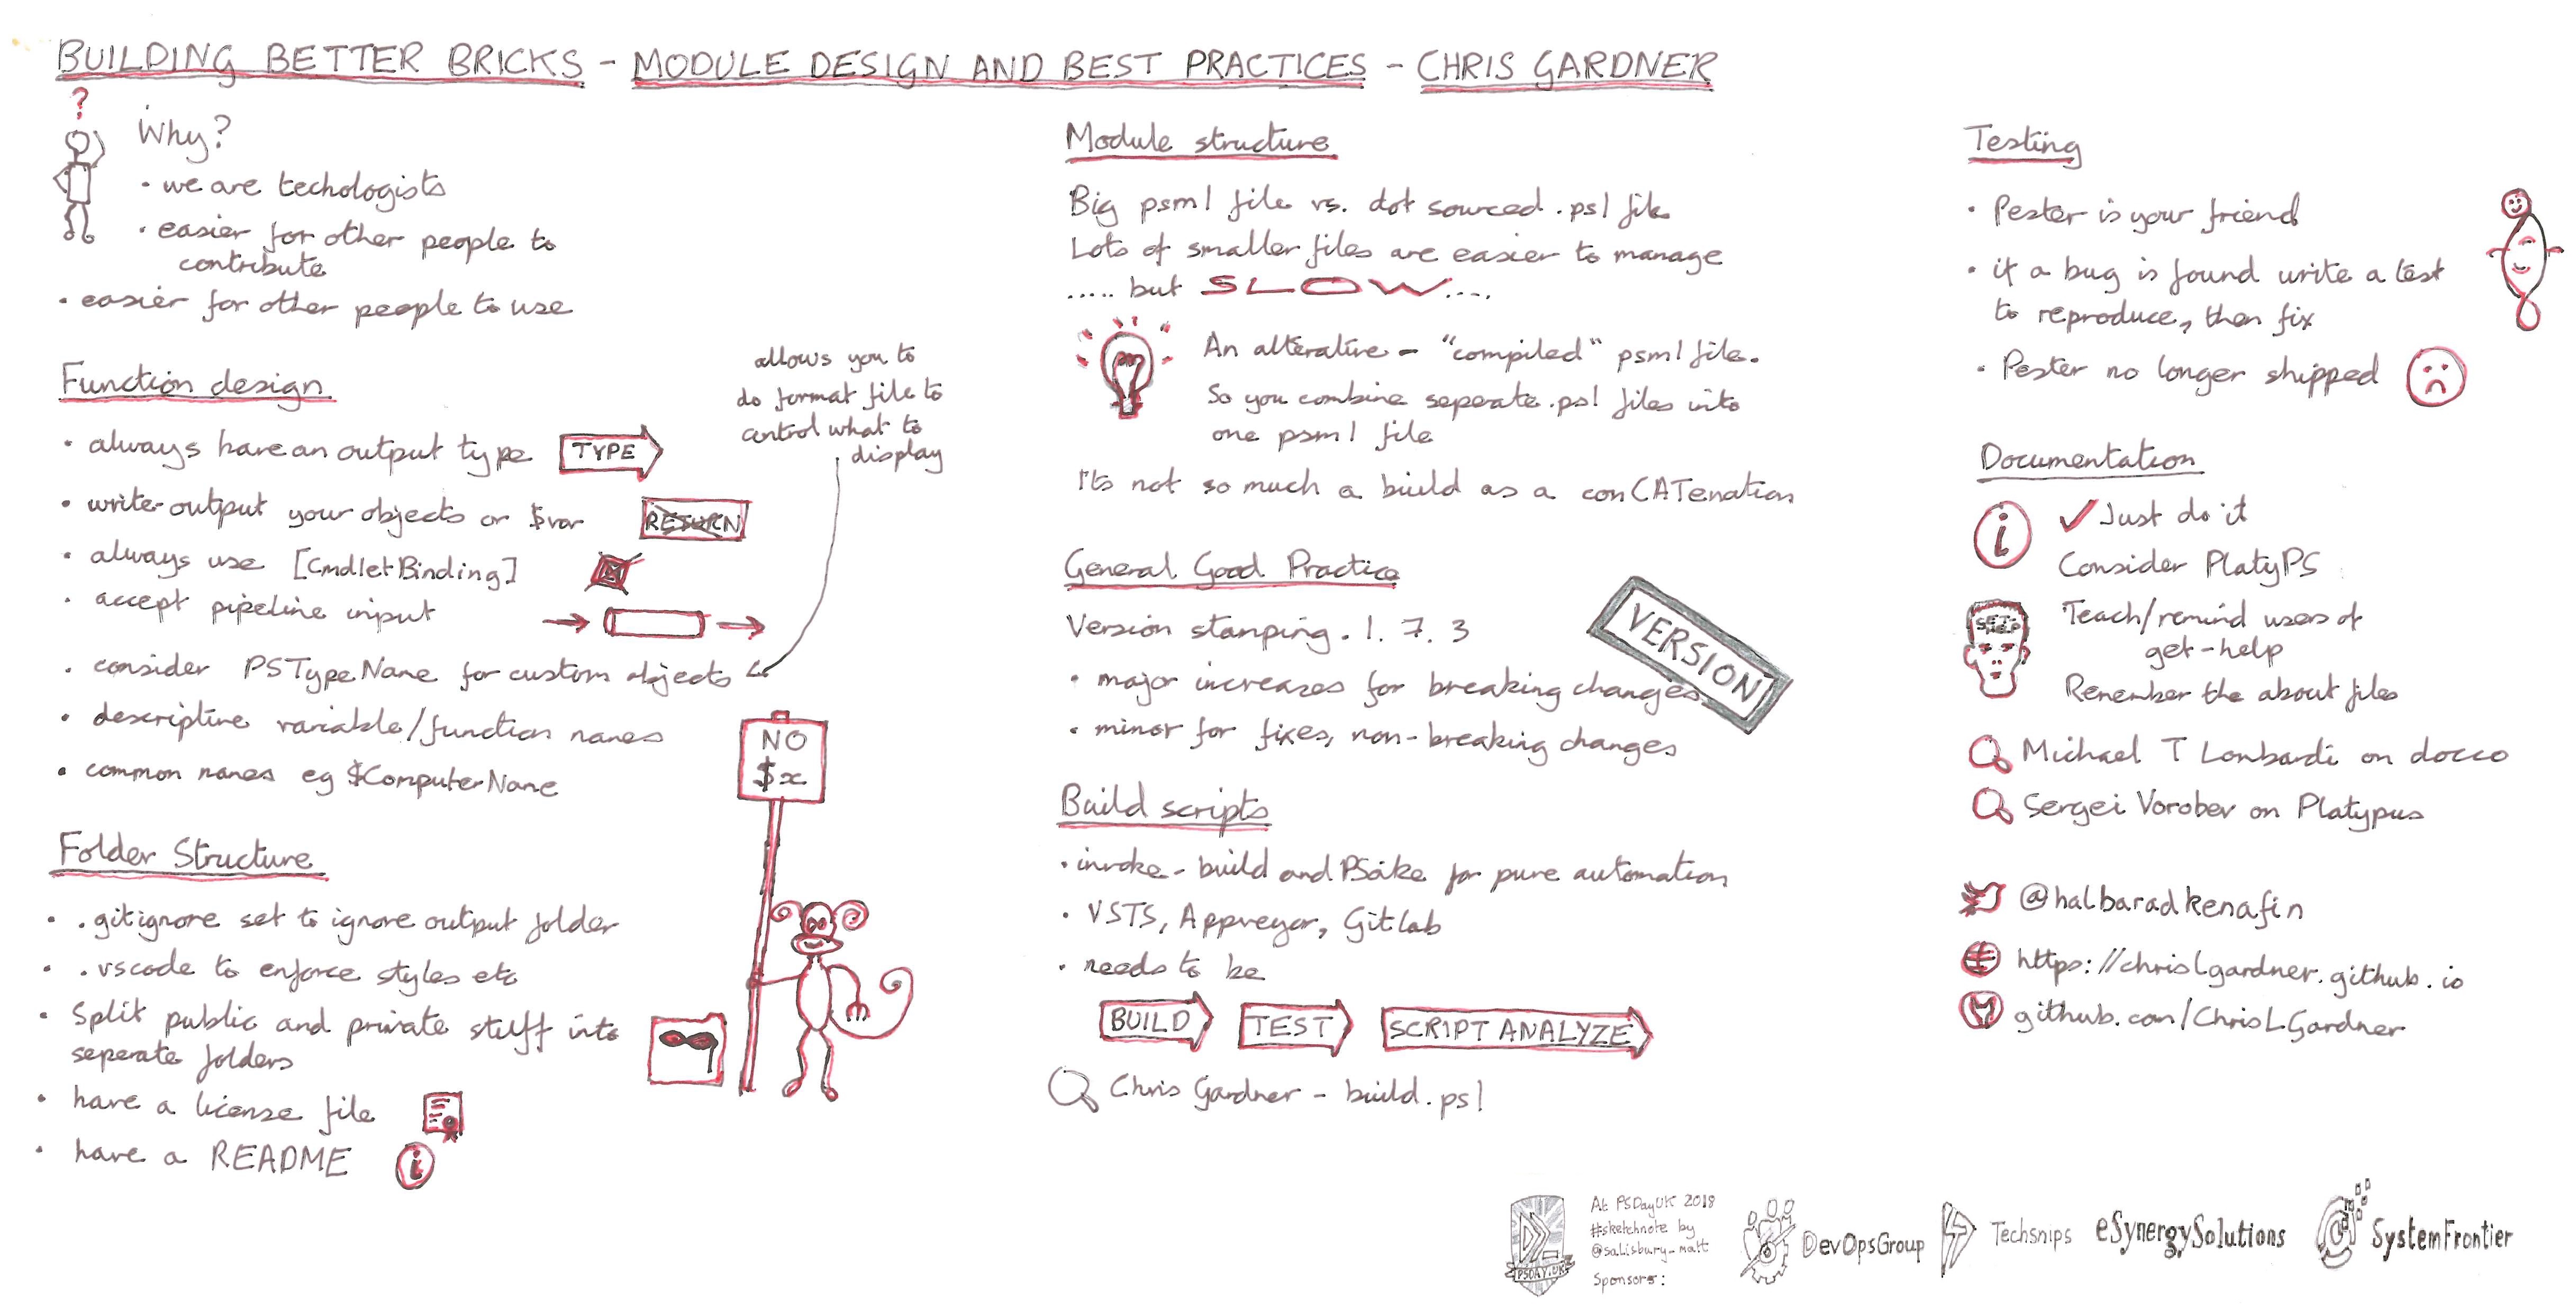 BUILDING BETTER BRICKS - MODULE DESIGN AND BEST PRACTICES - CHRIS GARDNER
?
Why?
• we are techologists
• easier for other people to
contribute
• easier for other people to use
Function design
• always have an output type
TYPE
• write-output your objects or $var
RETURN
• always use [CmdletBinding]
• accept pipeline input
• consider PSTypeName for custom objects
allows you to
do format file to
control what to
display
• descriptive variable/function names
• common names eg $ComputerName
NO
$x
Folder Structure
• .gitignore set to ignore output folder
• .vscode to enforce styles etc
• Split public and private stuff into
seperate folders
• have a license file
• have a README
i
Module structure
Big psm1 file vs. dot sourced .ps1 file
Lots of smaller files are easier to manage
..... but SLOW....
An alterative - "compiled" psm1 file.
So you combine seperate .ps1 files into
one psm1 file
It's not so much a build as a conCATenation
General Good Practice
Version stamping. 1. 7. 3
VERSION
• major increases for breaking changes
• minor for fixes, non-breaking changes
Build scripts
• invoke-build and PSake for pure automation
• VSTS, Appveyor, GitLab
• needs to be
BUILD
TEST
SCRIPT ANALYZE
Chris Gardner - build.ps1
Testing
• Pester is your friend
• if a bug is found write a test
to reproduce, then fix
• Pester no longer shipped
Documentation
i
✓ Just do it
Consider PlatyPS
GET-HELP
Teach/remind users of
get-help
Remember the about files
Michael T Lombardi on docco
Sergei Vorobev on Platypus
@halbaradkenafin
https://chrislgardner.github.io
github.com/ChrisLGardner
PSDAY.UK
At PSDayUK 2018
#sketchnote by
@salisbury_matt
Sponsors:
DevOpsGroup
Techsnips
eSynergySolutions
SystemFrontier